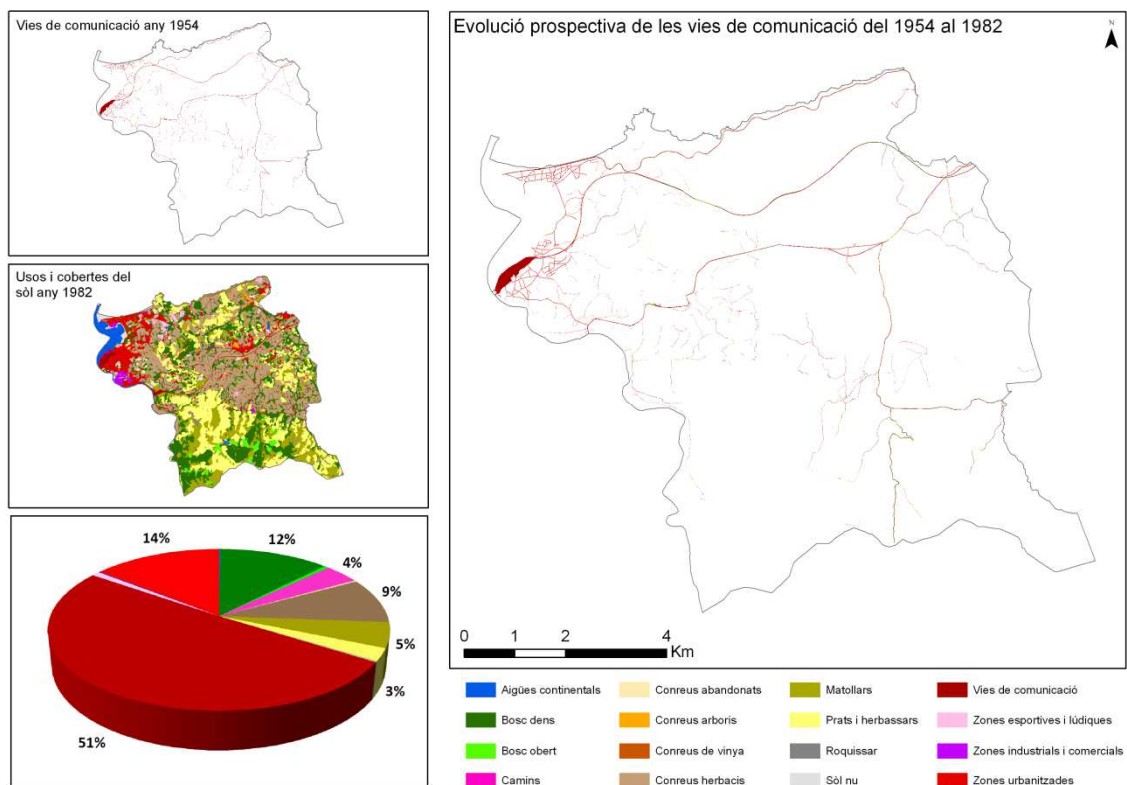 Vies de comunicació any 1954
Usos i cobertes del
sòl any 1982
14%
12%
4%
9%
5%
3%
51%
Evolució prospectiva de les vies de comunicació del 1954 al 1982
N
0 1 2 4
Km
Aigües continentals
Bosc dens
Bosc obert
Camins
Conreus abandonats
Conreus arboris
Conreus de vinya
Conreus herbacis
Matollars
Prats i herbassars
Roquissar
Sòl nu
Vies de comunicació
Zones esportives i lúdiques
Zones industrials i comercials
Zones urbanitzades